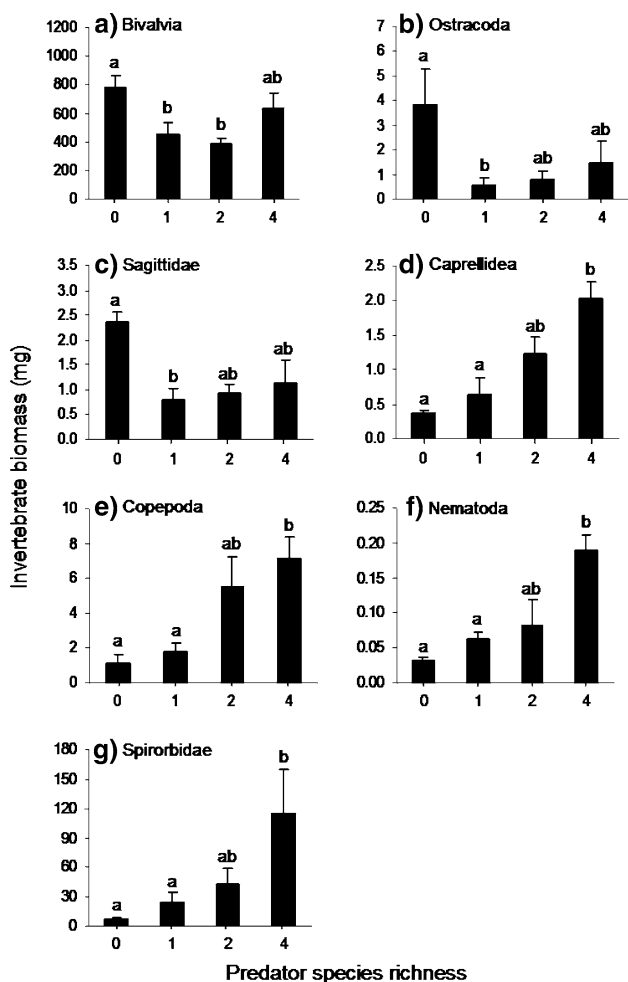 a) Bivalvia
800
600
400
200
0
a
b
b
ab
0 1 2 4
b) Ostracoda
7
6
5
4
3
2
1
0
a
b
ab
ab
0 1 2 4
c) Sagittidae
3.5
3.0
2.5
2.0
1.5
1.0
0.5
0.0
a
b
ab
ab
0 1 2 4
d) Caprellidea
2.5
2.0
1.5
1.0
0.5
0.0
a
a
ab
b
0 1 2 4
e) Copepoda
10
8
6
4
2
0
a
a
ab
b
0 1 2 4
f) Nematoda
0.25
0.20
0.15
0.10
0.05
0.00
a
a
ab
b
0 1 2 4
g) Spirorbidae
180
150
120
90
60
30
0
a
a
ab
b
0 1 2 4
Invertebrate biomass (mg)
Predator species richness